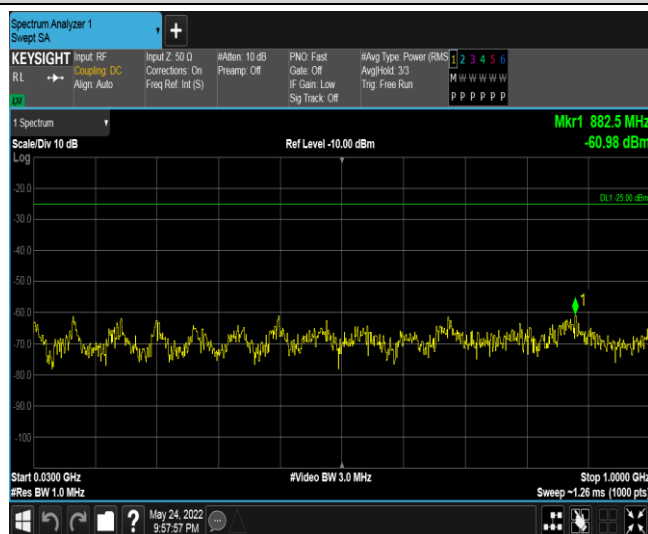 Spectrum Analyzer 1
Swept SA
KEYSIGHT Input: RF Input Z: 50 Ω #Atten: 10 dB PNO: Fast #Avg Type: Power (RMS 1 2 3 4 5 6
RL Coupling: DC Corrections: On Preamp: Off Gate: Off Avg|Hold: 3/3 M W W W W W
Align: Auto Freq Ref: Int (S) IF Gain: Low Trig: Free Run
Sig Track: Off P P P P P P
LXI
1 Spectrum
Mkr1 882.5 MHz
Scale/Div 10 dB Ref Level -10.00 dBm -60.98 dBm
Log
-20.0
DL1 -25.00 dBm
-30.0
-40.0
-50.0
-60.0
1
-70.0
-80.0
-90.0
-100
Start 0.0300 GHz #Video BW 3.0 MHz Stop 1.0000 GHz
#Res BW 1.0 MHz Sweep ~1.26 ms (1000 pts)
? May 24, 2022
9:57:57 PM